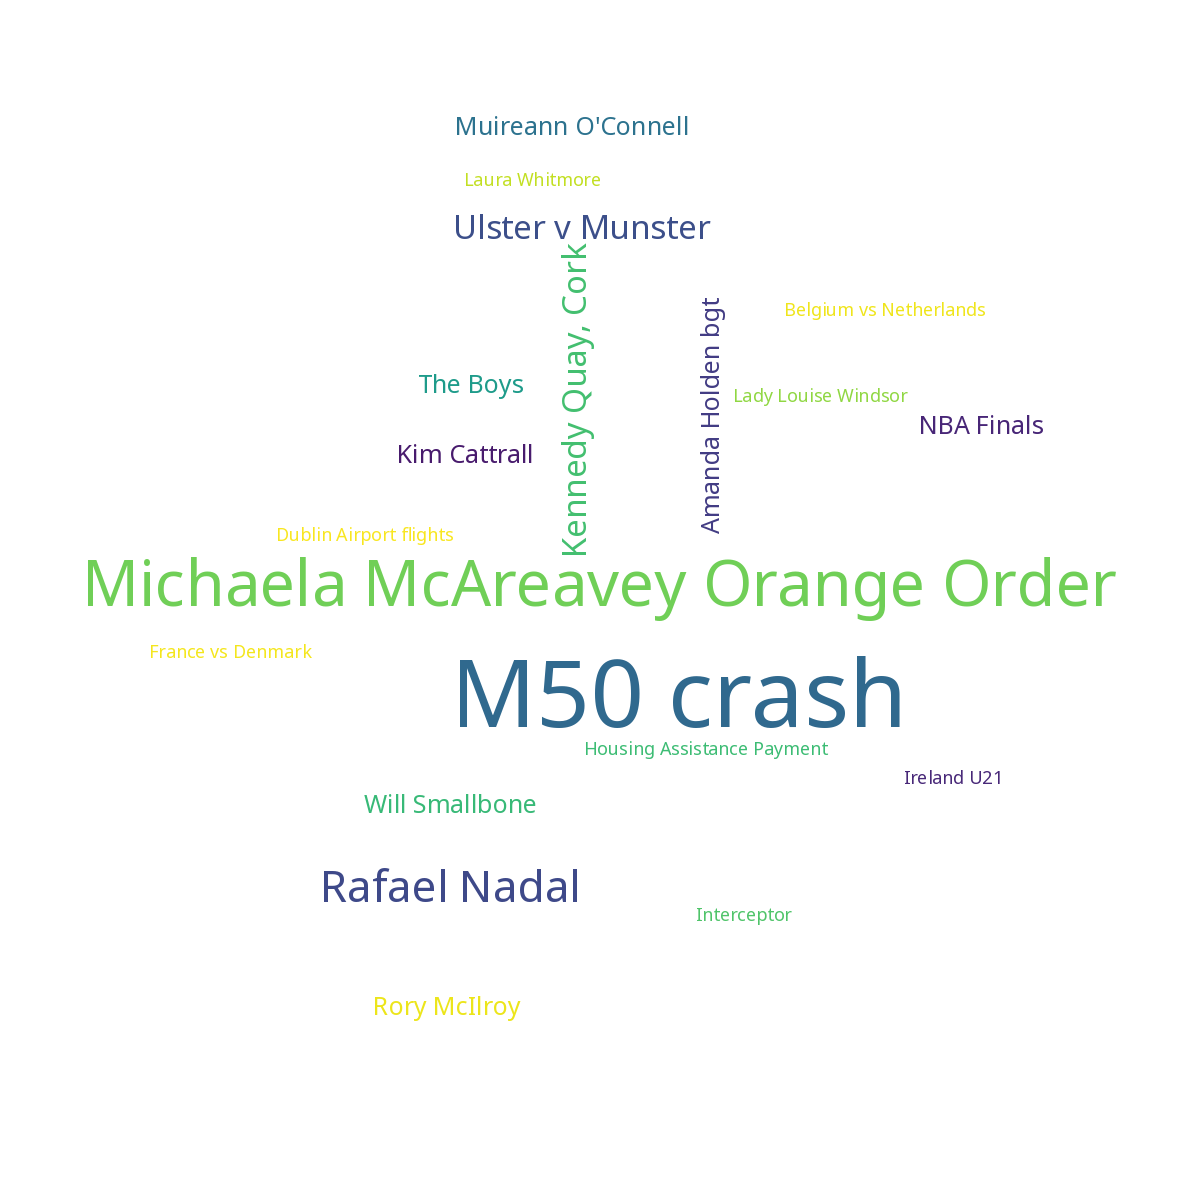 Muireann O'Connell
Laura Whitmore
Ulster v Munster
Kennedy Quay, Cork
Amanda Holden bgt
Belgium vs Netherlands
The Boys
Lady Louise Windsor
NBA Finals
Kim Cattrall
Dublin Airport flights
Michaela McAreavey Orange Order
France vs Denmark
M50 crash
Housing Assistance Payment
Ireland U21
Will Smallbone
Rafael Nadal
Interceptor
Rory McIlroy